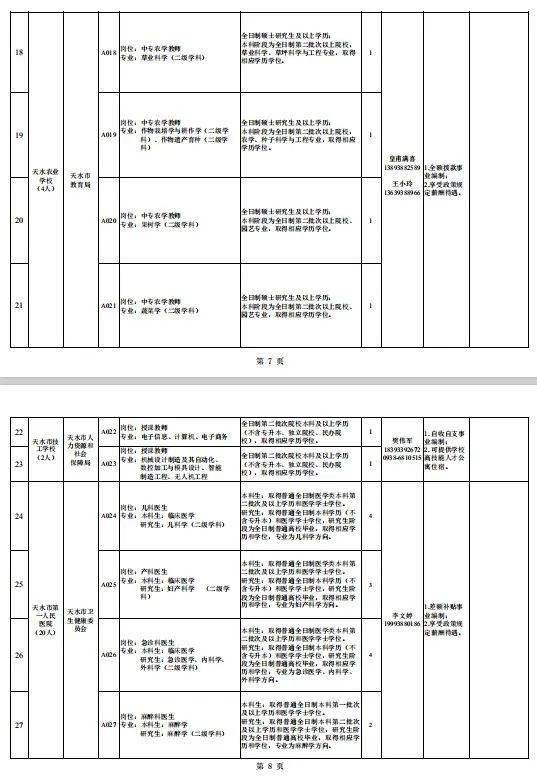 18
A018
岗位：中专农学教师
专业：草业科学（二级学科）
全日制硕士研究生及以上学历；
本科阶段为全日制第二批次以上院校，
草业科学、草坪科学与工程专业，取得
相应学历学位。
1
19
A019
岗位：中专农学教师
专业：作物栽培学与耕作学（二级学
科）、作物遗产育种（二级学
科）
全日制硕士研究生及以上学历；
本科阶段为全日制第二批次以上院校，
农学、种子科学与工程专业，取得相应
学历学位。
1
天水农业
学校
（4人）
天水市
教育局
皇甫满喜
13893882589
王小玲
13639388966
1.全额拨款事
业编制；
2.享受政策规
定薪酬待遇。
20
A020
岗位：中专农学教师
专业：果树学（二级学科）
全日制硕士研究生及以上学历；
本科阶段为全日制第二批次以上院校、
园艺专业，取得相应学历学位。
1
21
A021
岗位：中专农学教师
专业：蔬菜学（二级学科）
全日制硕士研究生及以上学历；
本科阶段为全日制第二批次以上院校、
园艺专业，取得相应学历学位。
1
第 7 页
22
天水市技
工学校
（2人）
天水市人
力资源和
社会
保障局
A022
岗位：授课教师
专业：电子信息、计算机、电子商务
全日制第二批次院校本科及以上学历
（不含专升本、独立院校、民办院
校），取得相应学历学位。
1
樊伟军
18393392672
0938-6810515
1.自收自支事
业编制；
2.可提供学校
高技能人才公
寓住宿。
23
A023
岗位：授课教师
专业：机械设计制造及其自动化、
数控加工与模具设计、智能
制造工程、无人机工程
全日制第二批次院校本科及以上学历
（不含专升本、独立院校、民办院
校），取得相应学历学位。
1
24
A024
岗位：儿科医生
专业：本科生：临床医学
研究生：儿科学（二级学科）
本科生：取得普通全日制医学类本科第
二批次及以上学历和医学学士学位。
研究生：取得普通全日制本科学历（不
含专升本）和医学学士学位，研究生阶
段为全日制普通高校毕业，取得相应学
历和学位，专业为儿科学方向。
4
25
A025
岗位：产科医生
专业：本科生：临床医学
研究生：妇产科学 （二级学
科）
本科生：取得普通全日制医学类本科第
二批次及以上学历和医学学士学位。
研究生：取得普通全日制本科学历（不
含专升本）和医学学士学位，研究生阶
段为全日制普通高校毕业，取得相应学
历和学位，专业为妇产科学方向。
3
天水市第
一人民
医院
（20人）
天水市卫
生健康委
员会
李文婷
19993880186
1.差额补贴事
业编制；
2.享受政策规
定薪酬待遇。
26
A026
岗位：急诊科医生
专业：本科生：临床医学
研究生：急诊医学、内科学、
外科学（二级学科）
本科生：取得普通全日制医学类本科第
二批次及以上学历和医学学士学位。
研究生：取得普通全日制本科学历（不
含专升本）和医学学士学位，研究生阶
段为全日制普通高校毕业，取得相应学
历和学位，专业为急诊医学、内科学、
外科学方向。
4
27
A027
岗位：麻醉科医生
专业：本科生：麻醉学
研究生：麻醉学（二级学科）
本科生：取得普通全日制本科第一批次
及以上学历和医学学士学位。
研究生：取得普通全日制本科第二批次
及以上学历和医学学士学位，研究生阶
段为全日制普通高校毕业，取得相应学
历和学位，专业为麻醉学方向。
2
第 8 页